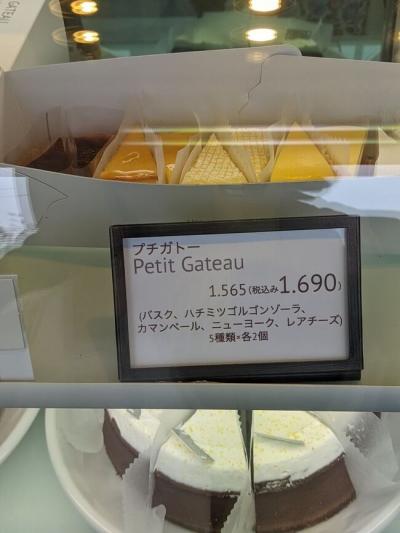 GATEAU
プチガトー
Petit Gateau
1.565(税込み1.690)
(バスク、ハチミツゴルゴンゾーラ、
カマンベール、ニューヨーク、レアチーズ)
5種類×各2個